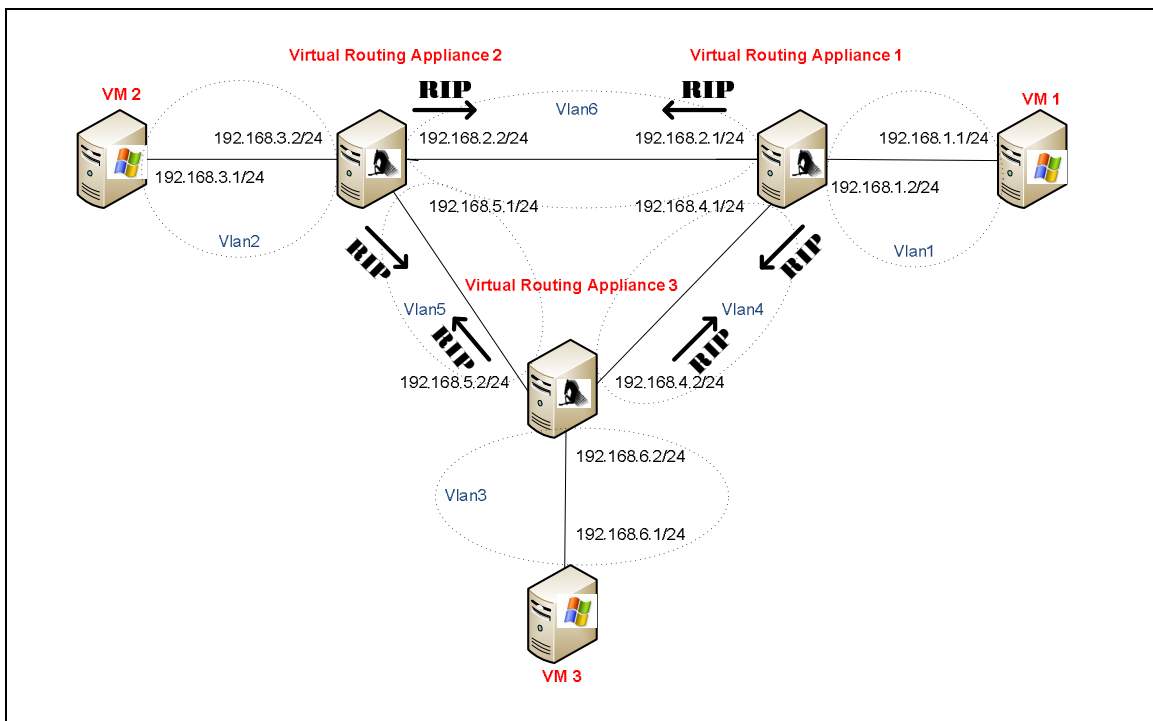 Virtual Routing Appliance 2
Virtual Routing Appliance 1
VM 2
RIP
RIP
VM 1
Vlan6
192.168.3.2/24
192.168.2.2/24
192.168.2.1/24
192.168.1.1/24
192.168.3.1/24
192.168.1.2/24
192.168.5.1/24
192.168.4.1/24
Vlan2
RIP
RIP
Vlan1
Virtual Routing Appliance 3
Vlan5
Vlan4
RIP
RIP
192.168.5.2/24
192.168.4.2/24
192.168.6.2/24
Vlan3
192.168.6.1/24
VM 3